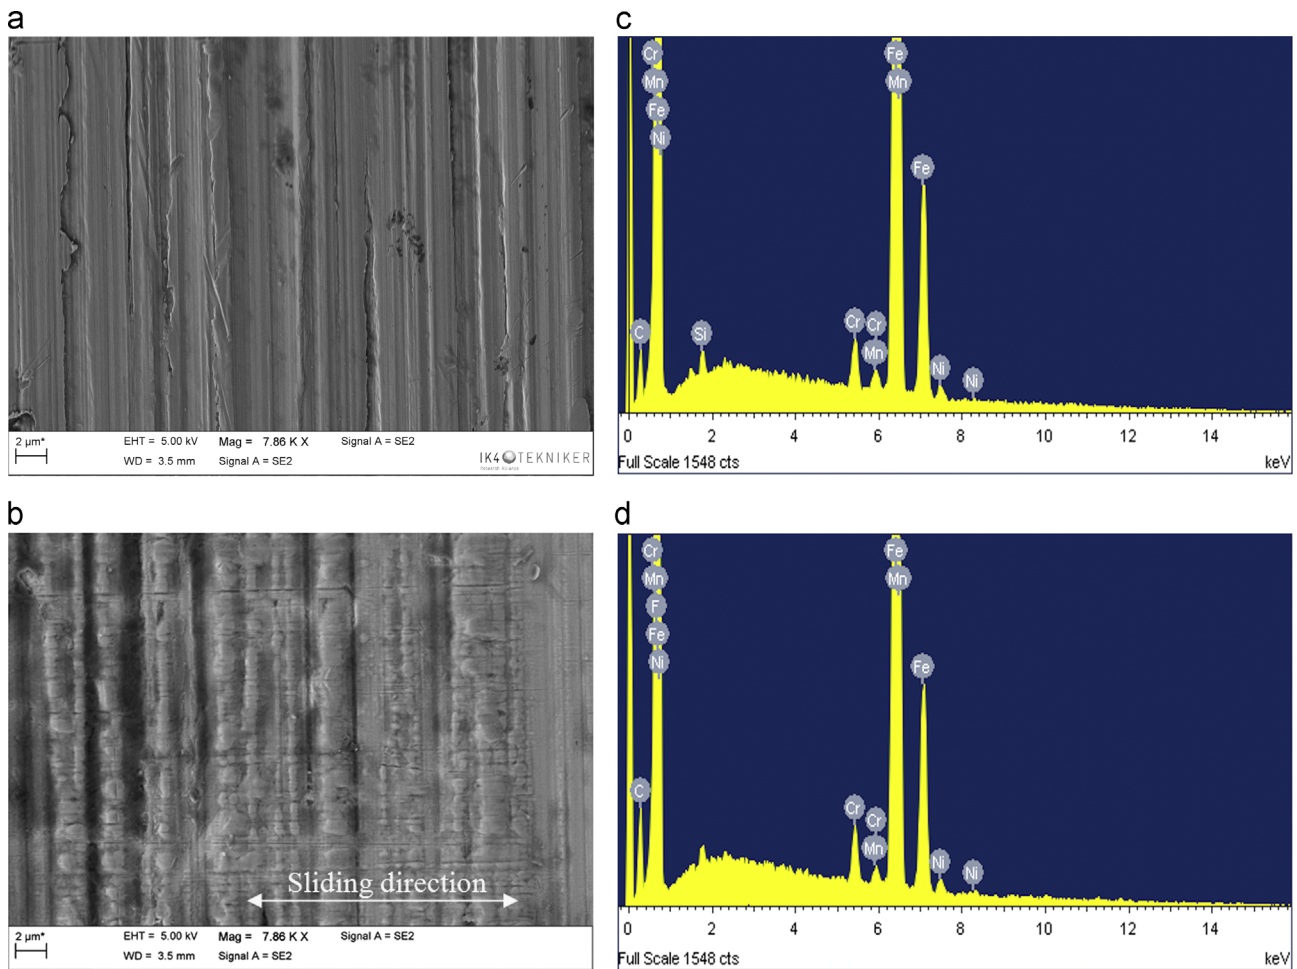 a
2 µm*
EHT = 5.00 kV
Mag = 7.86 K X
Signal A = SE2
WD = 3.5 mm
Signal A = SE2
IK4 TEKNIKER
Research Alliance
c
Cr
Mn
Fe
Ni
Fe
Mn
Fe
C
Si
Cr
Cr
Mn
Ni
Ni
0 2 4 6 8 10 12 14
Full Scale 1548 cts
keV
b
Sliding direction
2 µm*
EHT = 5.00 kV
Mag = 7.86 K X
Signal A = SE2
WD = 3.5 mm
Signal A = SE2
d
Cr
Mn
F
Fe
Ni
Fe
Mn
Fe
C
Cr
Cr
Mn
Ni
Ni
0 2 4 6 8 10 12 14
Full Scale 1548 cts
keV